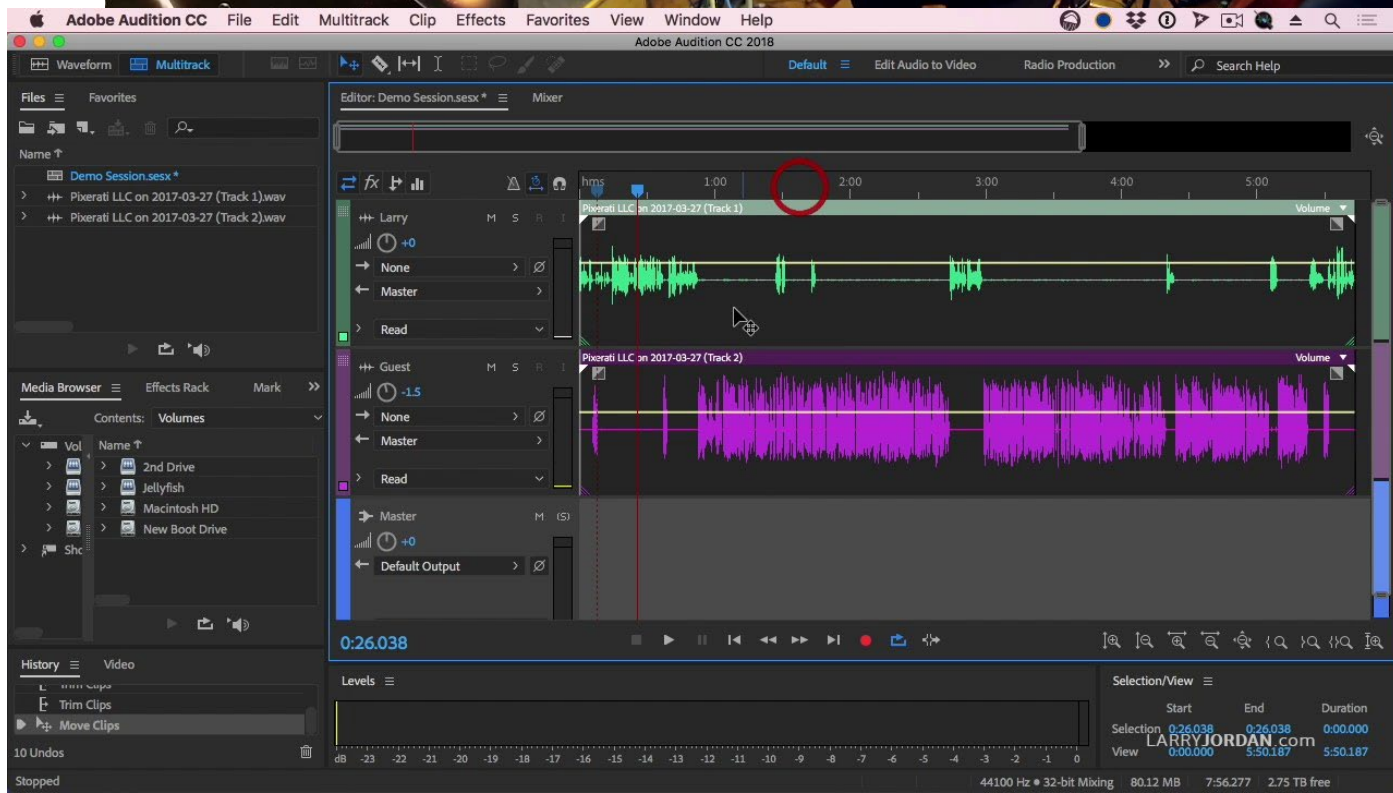 Adobe Audition CC File Edit Multitrack Clip Effects Favorites View Window Help
Adobe Audition CC 2018
Waveform Multitrack Default Edit Audio to Video Radio Production >> Search Help
Files Favorites
Editor: Demo Session.sesx * Mixer
Name
Demo Session.sesx *
Pixerati LLC on 2017-03-27 (Track 1).wav
Pixerati LLC on 2017-03-27 (Track 2).wav
fx
hms 1:00 2:00 3:00 4:00 5:00
Pixerati LLC on 2017-03-27 (Track 1) Volume
Larry M S R I
+0
None
Master
Read
Pixerati LLC on 2017-03-27 (Track 2) Volume
Guest M S R I
-1.5
None
Master
Read
Master M (S)
+0
Default Output
Media Browser Effects Rack Mark >>
Contents: Volumes
Vol Name
2nd Drive
Jellyfish
Macintosh HD
New Boot Drive
Shc
0:26.038
History Video
Trim Clips
Trim Clips
Move Clips
10 Undos
Levels
dB -23 -22 -21 -20 -19 -18 -17 -16 -15 -14 -13 -12 -11 -10 -9 -8 -7 -6 -5 -4 -3 -2 -1 0
Selection/View
Start End Duration
Selection 0:26.038 0:26.038 0:00.000
View 0:00.000 5:50.187 5:50.187
LARRYJORDAN.com
Stopped
44100 Hz ● 32-bit Mixing 80.12 MB 7:56.277 2.75 TB free